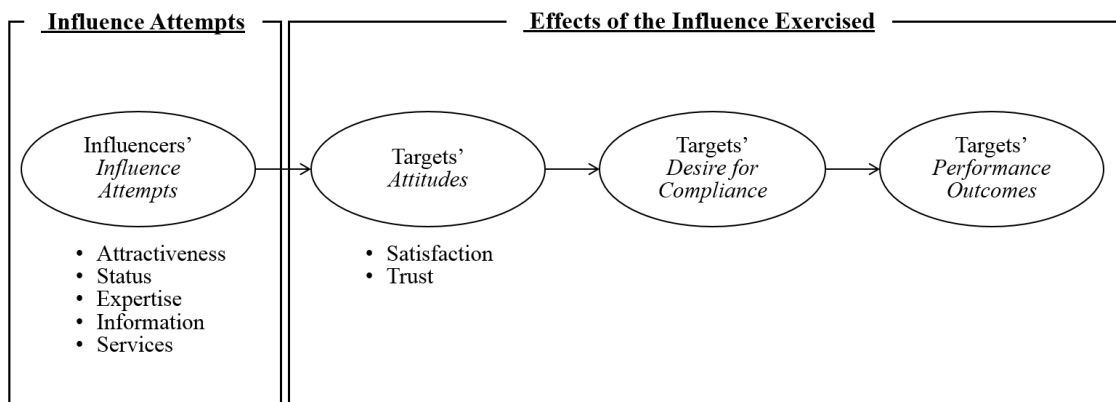 Influence Attempts
Effects of the Influence Exercised
Influencers’
Influence
Attempts
Targets’
Attitudes
Targets’
Desire for
Compliance
Targets’
Performance
Outcomes
• Attractiveness
• Status
• Expertise
• Information
• Services
• Satisfaction
• Trust